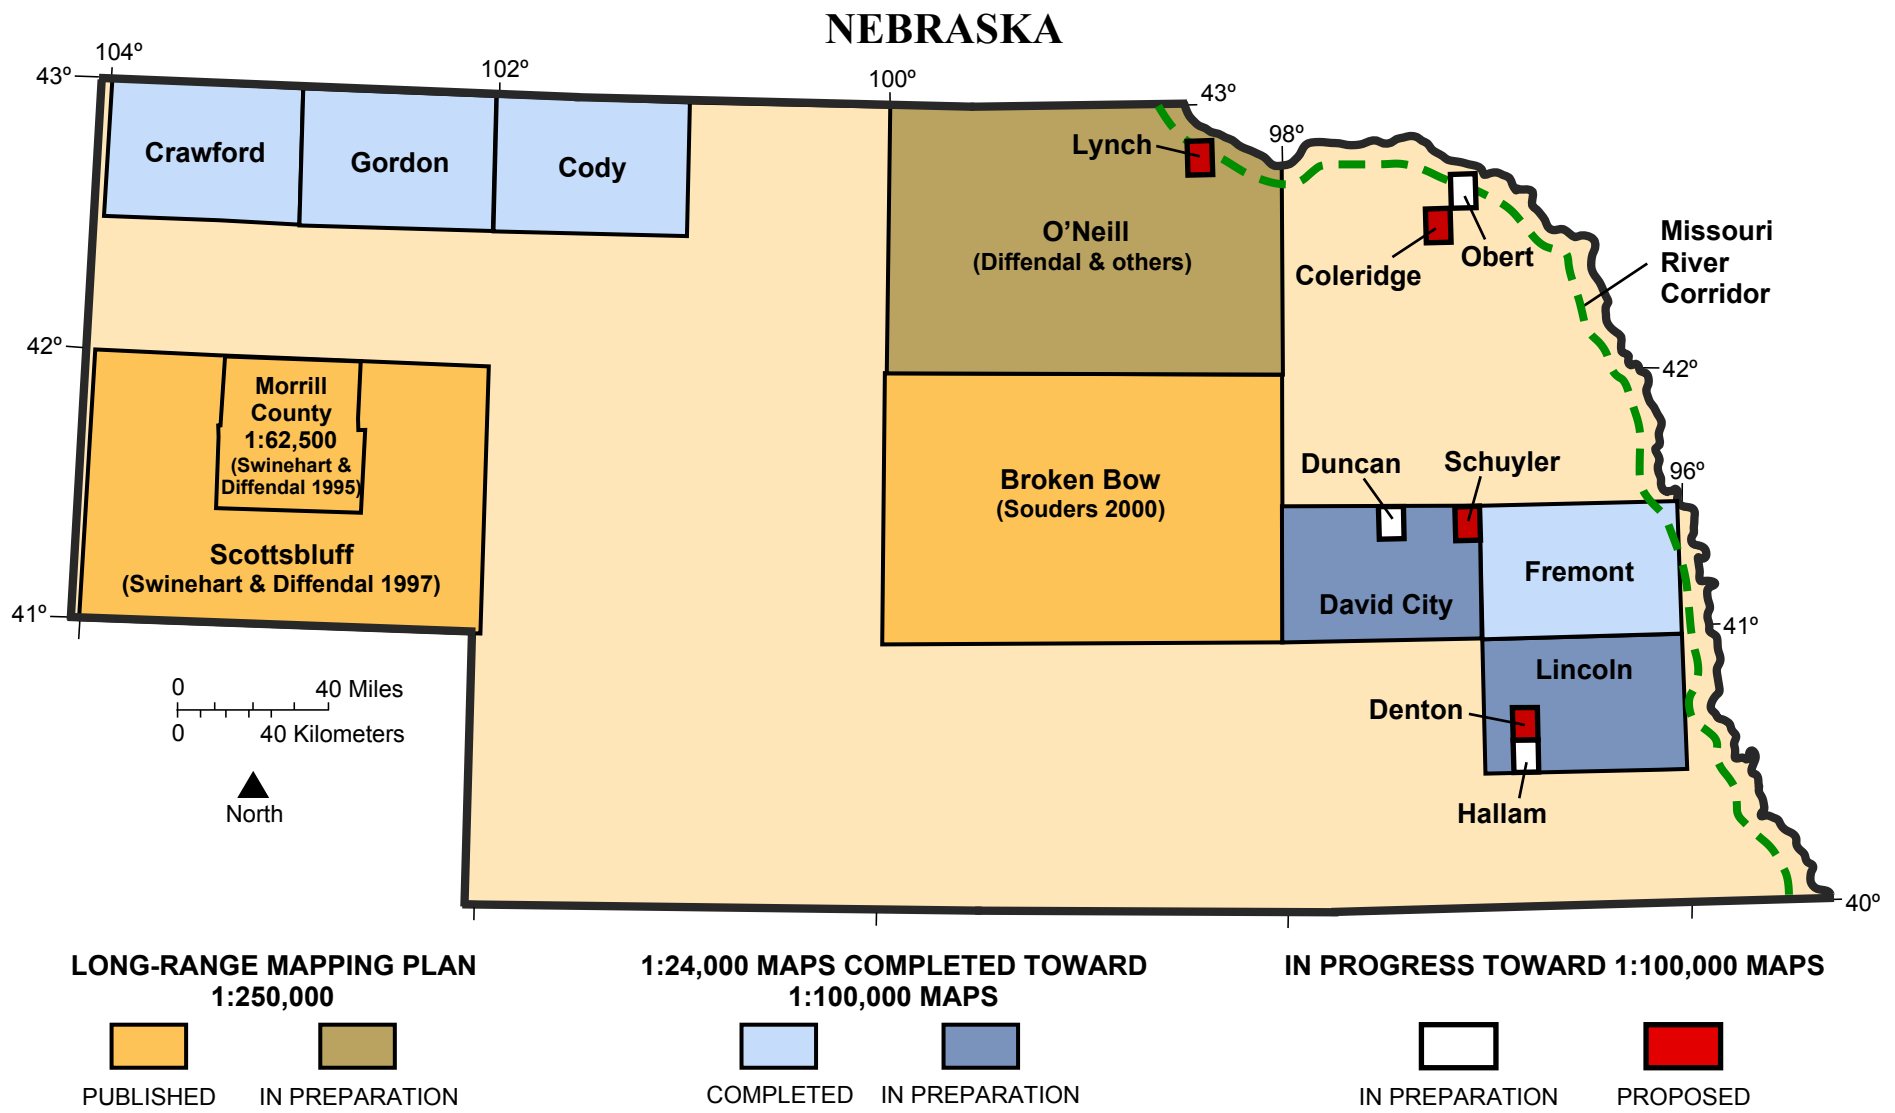 NEBRASKA
104º
102º
100º
98º
96º
43º
43º
42º
42º
41º
41º
40º
Crawford
Gordon
Cody
Lynch
O’Neill
(Diffendal & others)
Coleridge
Obert
Missouri
River
Corridor
Morrill
County
1:62,500
(Swinehart &
Diffendal 1995)
Scottsbluff
(Swinehart & Diffendal 1997)
Broken Bow
(Souders 2000)
Duncan
Schuyler
David City
Fremont
Lincoln
Denton
Hallam
0
40 Miles
0
40 Kilometers
North
LONG-RANGE MAPPING PLAN
1:250,000
PUBLISHED
IN PREPARATION
1:24,000 MAPS COMPLETED TOWARD
1:100,000 MAPS
COMPLETED
IN PREPARATION
IN PROGRESS TOWARD 1:100,000 MAPS
IN PREPARATION
PROPOSED